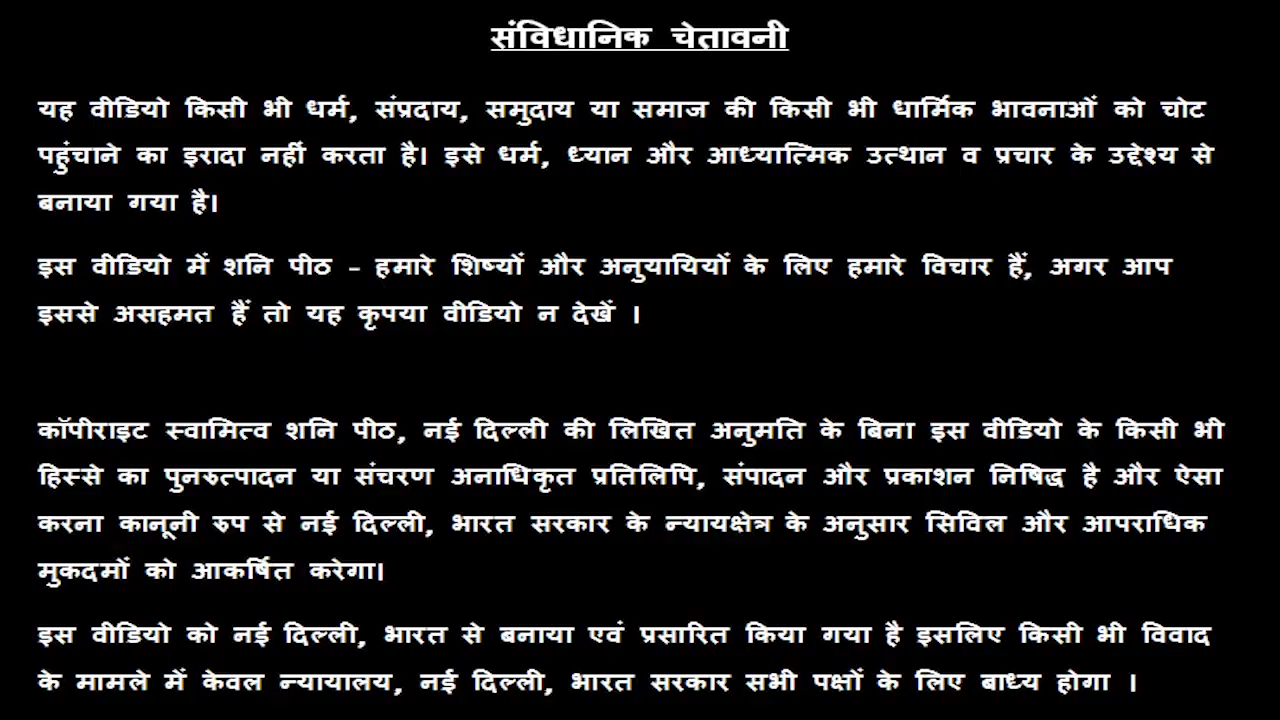 संविधानिक चेतावनी
यह वीडियो किसी भी धर्म, संप्रदाय, समुदाय या समाज की किसी भी धार्मिक भावनाओं को चोट
पहुंचाने का इरादा नहीं करता है। इसे धर्म, ध्यान और आध्यात्मिक उत्थान व प्रचार के उद्देश्य से
बनाया गया है।
इस वीडियो में शनि पीठ – हमारे शिष्यों और अनुयायियों के लिए हमारे विचार हैं, अगर आप
इससे असहमत हैं तो यह कृपया वीडियो न देखें ।
कॉपीराइट स्वामित्व शनि पीठ, नई दिल्ली की लिखित अनुमति के बिना इस वीडियो के किसी भी
हिस्से का पुनरुत्पादन या संचरण अनाधिकृत प्रतिलिपि, संपादन और प्रकाशन निषिद्ध है और ऐसा
करना कानूनी रुप से नई दिल्ली, भारत सरकार के न्यायक्षेत्र के अनुसार सिविल और आपराधिक
मुकदमों को आकर्षित करेगा।
इस वीडियो को नई दिल्ली, भारत से बनाया एवं प्रसारित किया गया है इसलिए किसी भी विवाद
के मामले में केवल न्यायालय, नई दिल्ली, भारत सरकार सभी पक्षों के लिए बाध्य होगा ।